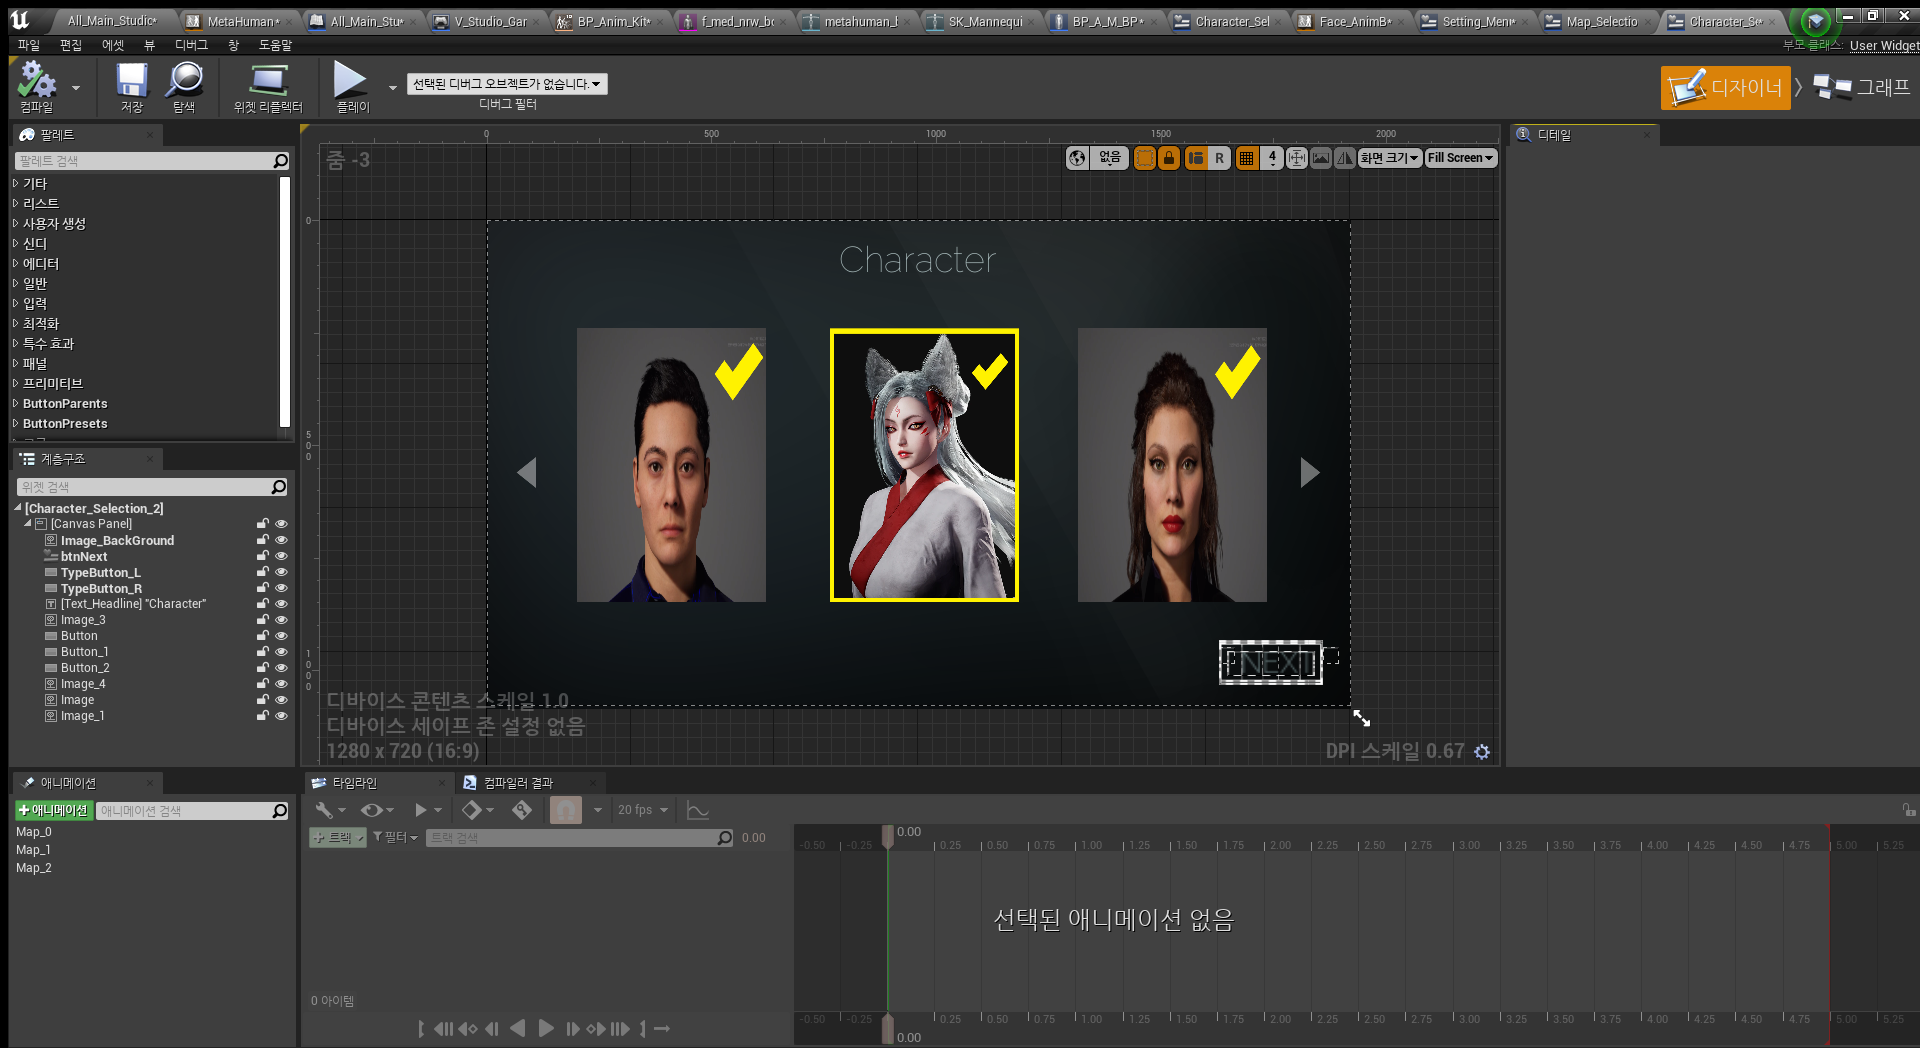 All_Main_Studic*
MetaHuman*
All_Main_Stu*
V_Studio_Gar
BP_Anim_Kit*
f_med_nrw_bc
metahuman_b
SK_Mannequi
BP_A_M_BP*
Character_Sel
Face_AnimB*
Setting_Meni*
Map_Selectio
Character_Se*
파일 편집 에셋 뷰 디버그 창 도움말
부모 클래스: User Widget
컴파일
저장
탐색
위젯 리플렉터
플레이
선택된 디버그 오브젝트가 없습니다.
디버그 필터
디자이너
그래프
팔레트
팔레트 검색
기타
리스트
사용자 생성
신디
에디터
일반
입력
최적화
특수 효과
패널
프리미티브
ButtonParents
ButtonPresets
계층구조
위젯 검색
[Character_Selection_2]
[Canvas Panel]
Image_BackGround
btnNext
TypeButton_L
TypeButton_R
[Text_Headline] "Character"
Image_3
Button
Button_1
Button_2
Image_4
Image
Image_1
0 500 1000 1500 2000
줌 -3
없음
R
4
화면 크기
Fill Screen
0
500
1000
Character
NEXT
디바이스 콘텐츠 스케일 1.0
디바이스 세이프 존 설정 없음
1280 x 720 (16:9)
DPI 스케일 0.67
디테일
애니메이션
+애니메이션
애니메이션 검색
Map_0
Map_1
Map_2
타임라인
컴파일러 결과
20 fps
+ 트랙
필터
트랙 검색
0.00
0.00
-0.50 -0.25 0.25 0.50 0.75 1.00 1.25 1.50 1.75 2.00 2.25 2.50 2.75 3.00 3.25 3.50 3.75 4.00 4.25 4.50 4.75 5.00 5.25
선택된 애니메이션 없음
0 아이템
-0.50 -0.25 0.25 0.50 0.75 1.00 1.25 1.50 1.75 2.00 2.25 2.50 2.75 3.00 3.25 3.50 3.75 4.00 4.25 4.50 4.75 5.00 5.25
0.00